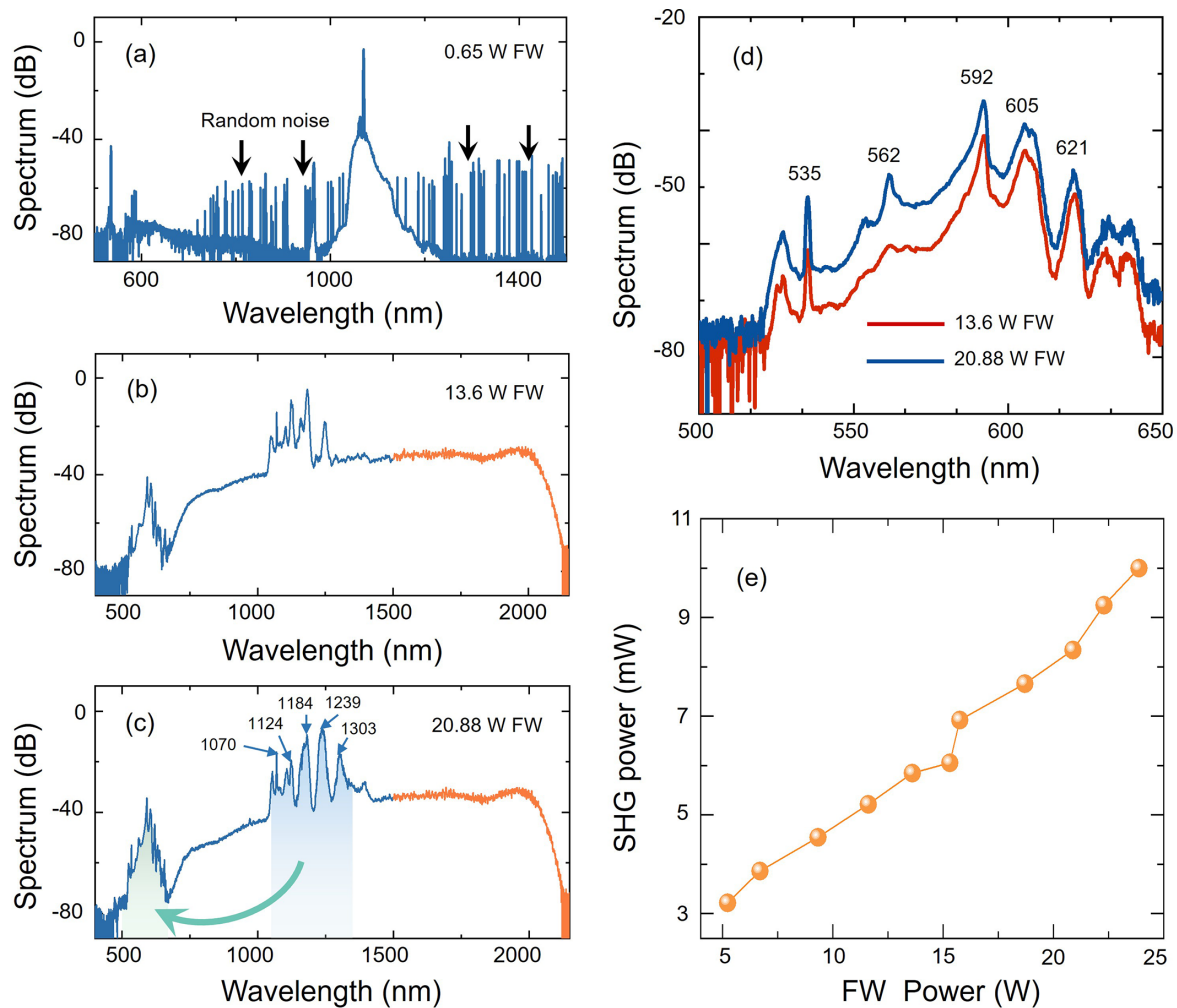 (a)
0.65 W FW
Random noise
0
-40
-80
Spectrum (dB)
600
1000
1400
Wavelength (nm)
(b)
13.6 W FW
0
-40
-80
Spectrum (dB)
500
1000
1500
2000
Wavelength (nm)
(c)
20.88 W FW
1070
1124
1184
1239
1303
0
-40
-80
Spectrum (dB)
500
1000
1500
2000
Wavelength (nm)
(d)
535
562
592
605
621
13.6 W FW
20.88 W FW
-20
-50
-80
Spectrum (dB)
500
550
600
650
Wavelength (nm)
(e)
11
9
7
5
3
SHG power (mW)
5
10
15
20
25
FW Power (W)